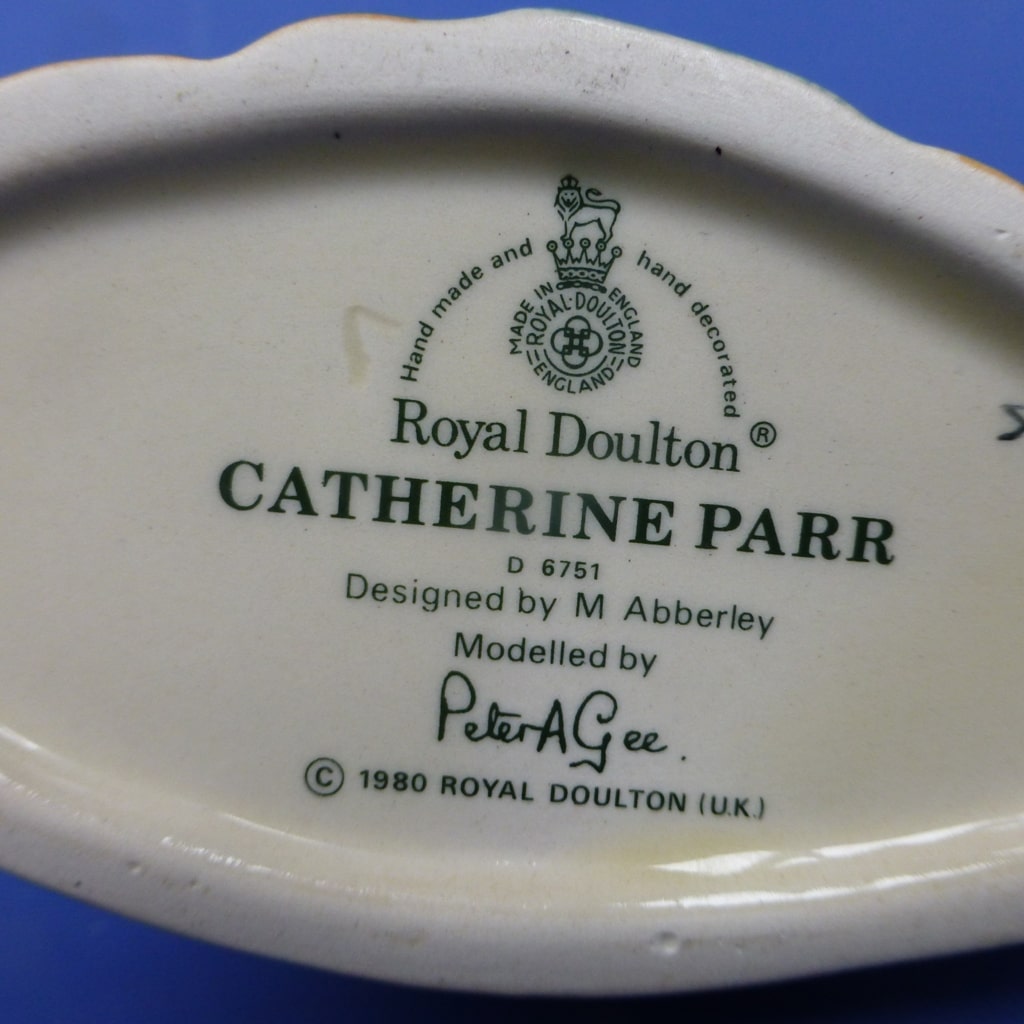 Hand made and hand decorated
MADE IN ENGLAND
ROYAL·DOULTON
ENGLAND
Royal Doulton ®
CATHERINE PARR
D 6751
Designed by M Abberley
Modelled by
Peter A Gee.
© 1980 ROYAL DOULTON (U.K.)